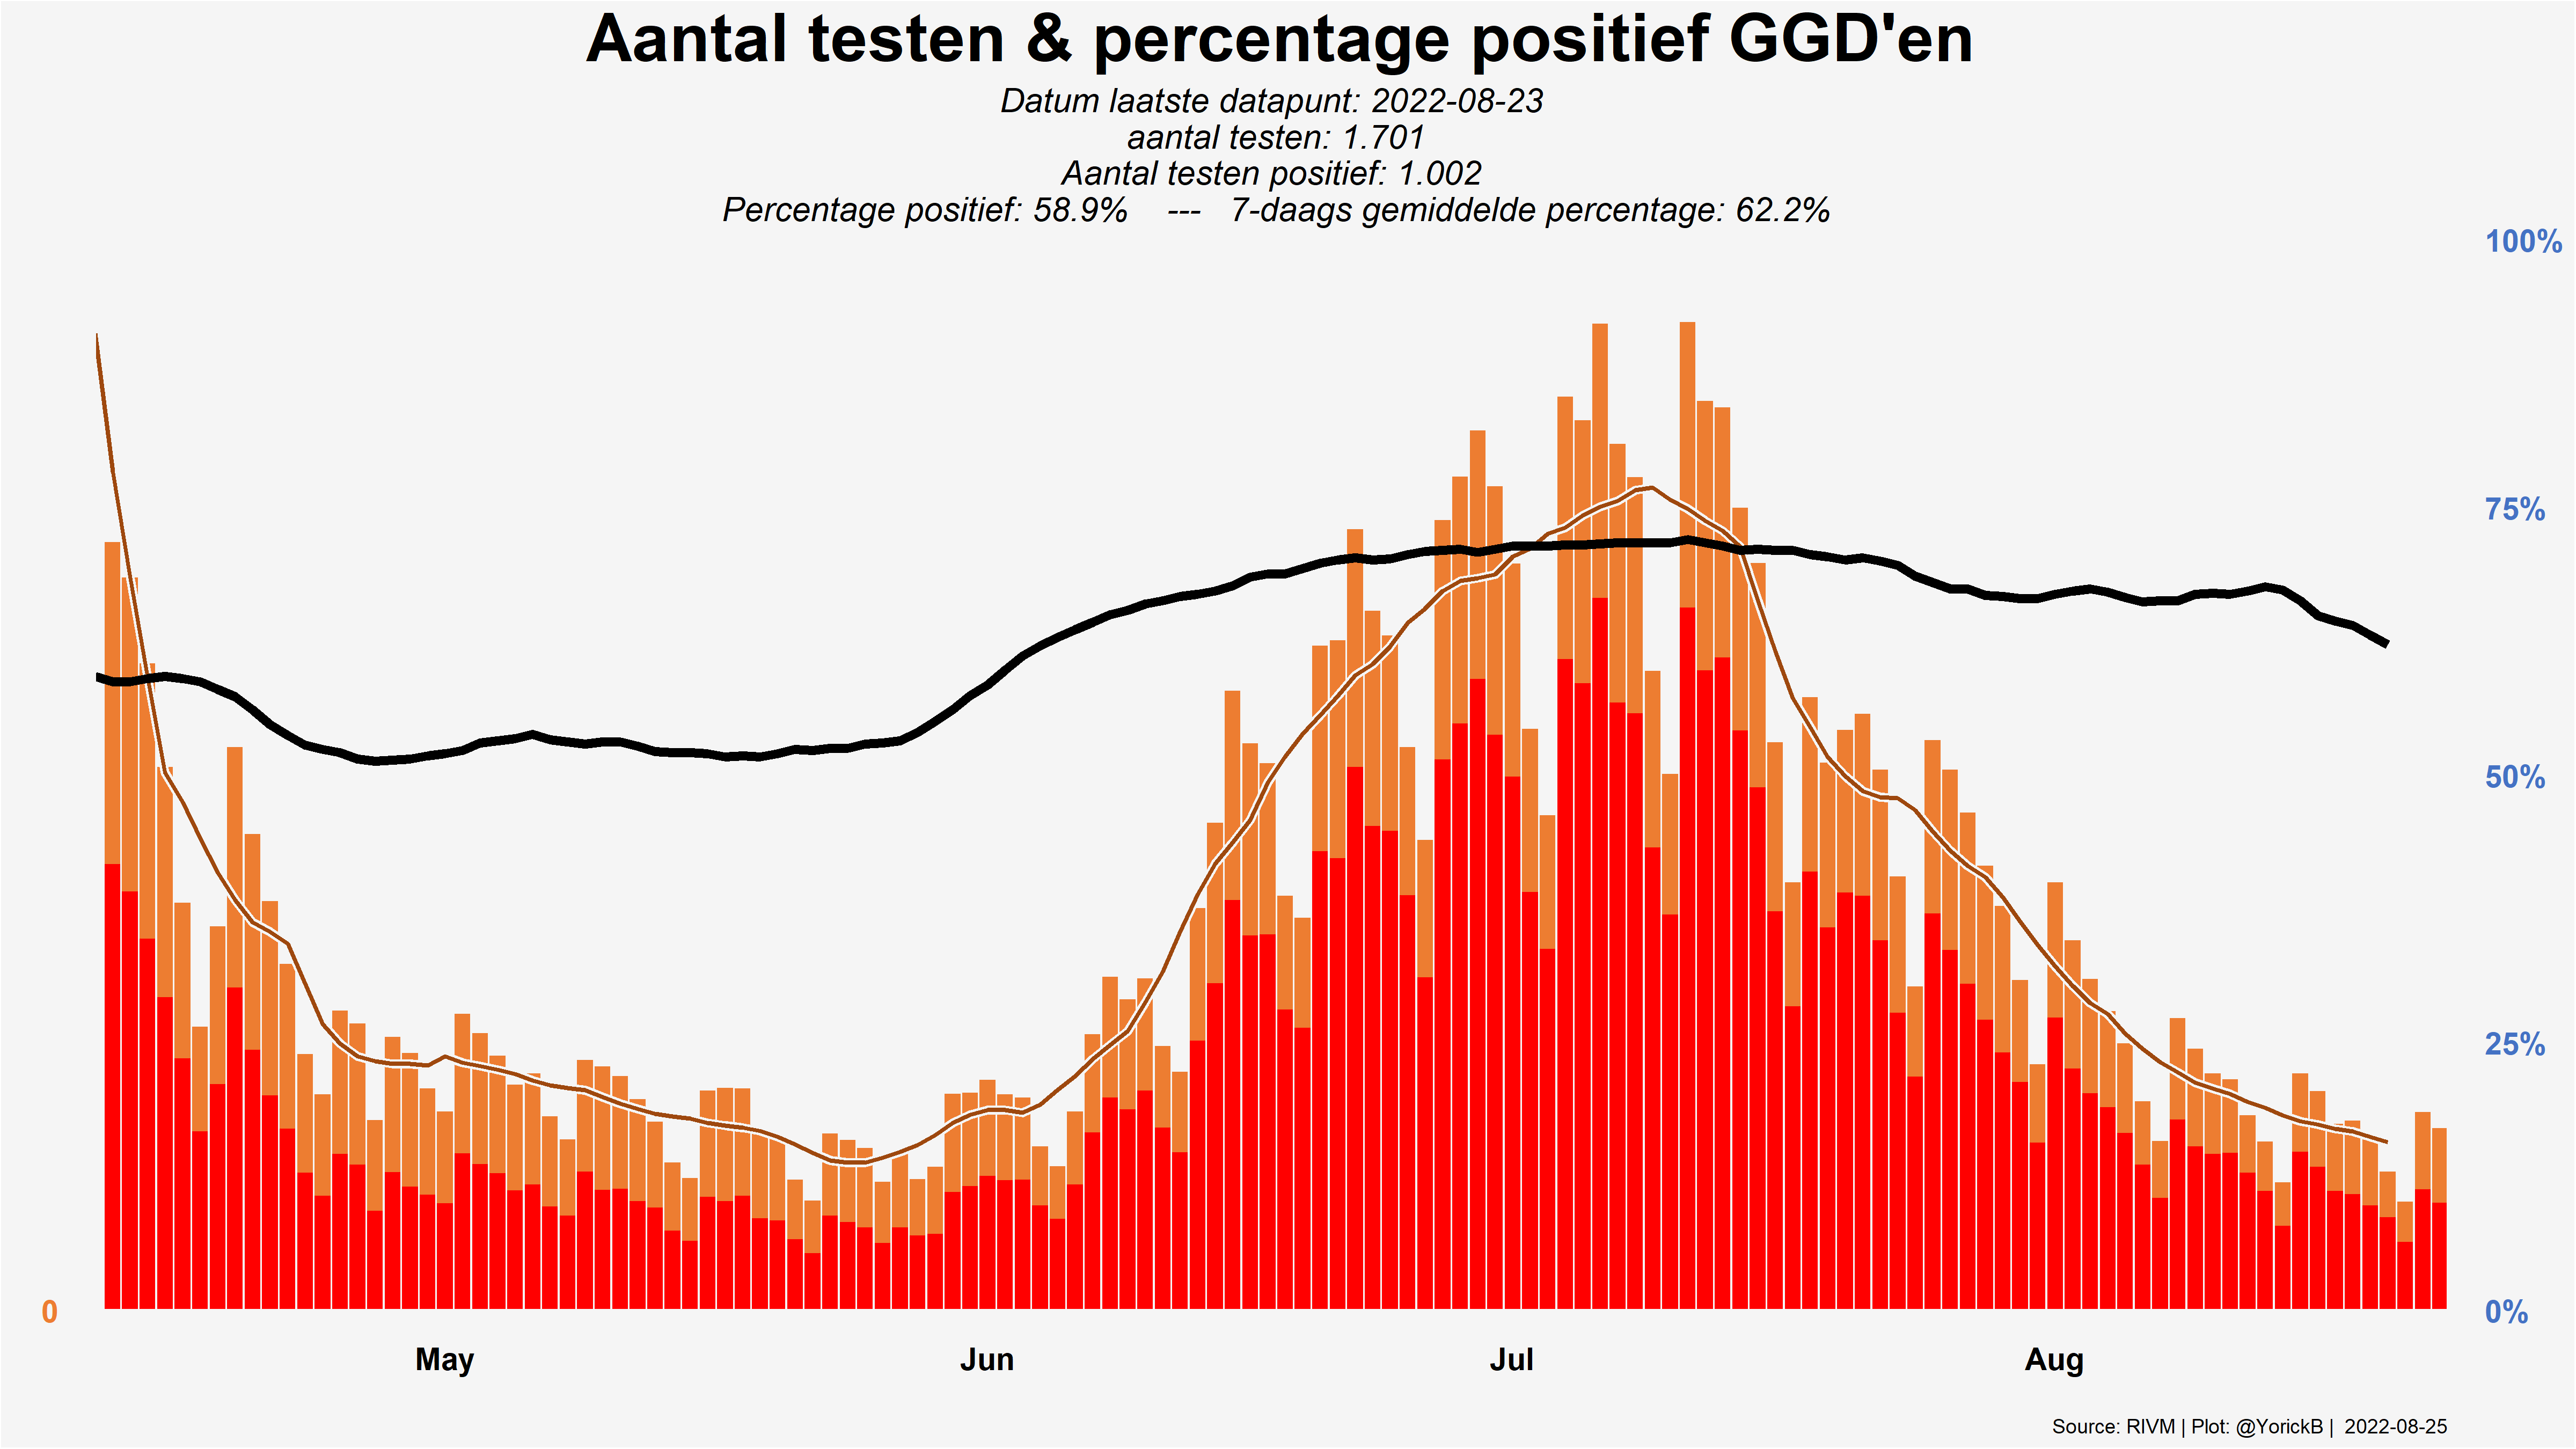 Aantal testen & percentage positief GGD'en
Datum laatste datapunt: 2022-08-23
aantal testen: 1.701
Aantal testen positief: 1.002
Percentage positief: 58.9%    ---   7-daags gemiddelde percentage: 62.2%
100%
75%
50%
25%
0
0%
May
Jun
Jul
Aug
Source: RIVM | Plot: @YorickB |  2022-08-25